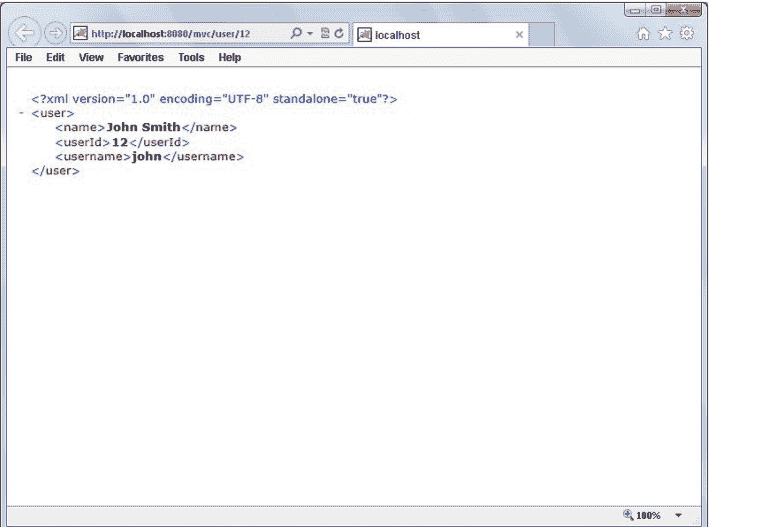 http://localhost:8080/mvc/user/12
localhost
File Edit View Favorites Tools Help
<?xml version="1.0" encoding="UTF-8" standalone="true"?>
- <user>
<name>John Smith</name>
<userId>12</userId>
<username>john</username>
</user>
100%